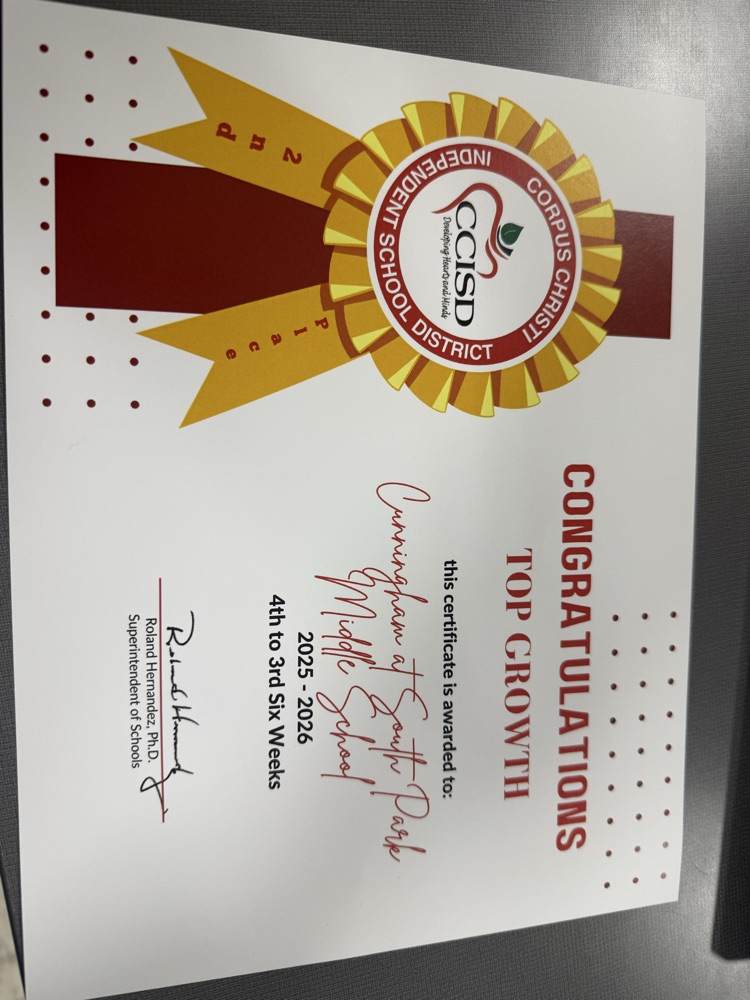 CONGRATULATIONS
TOP GROWTH
this certificate is awarded to:
Cunningham at South Park
Middle School
2025 - 2026
4th to 3rd Six Weeks
Roland Hernandez, Ph.D.
Superintendent of Schools
CORPUS CHRISTI
INDEPENDENT SCHOOL DISTRICT
CCISD
Developing Hearts and Minds
2nd
Place